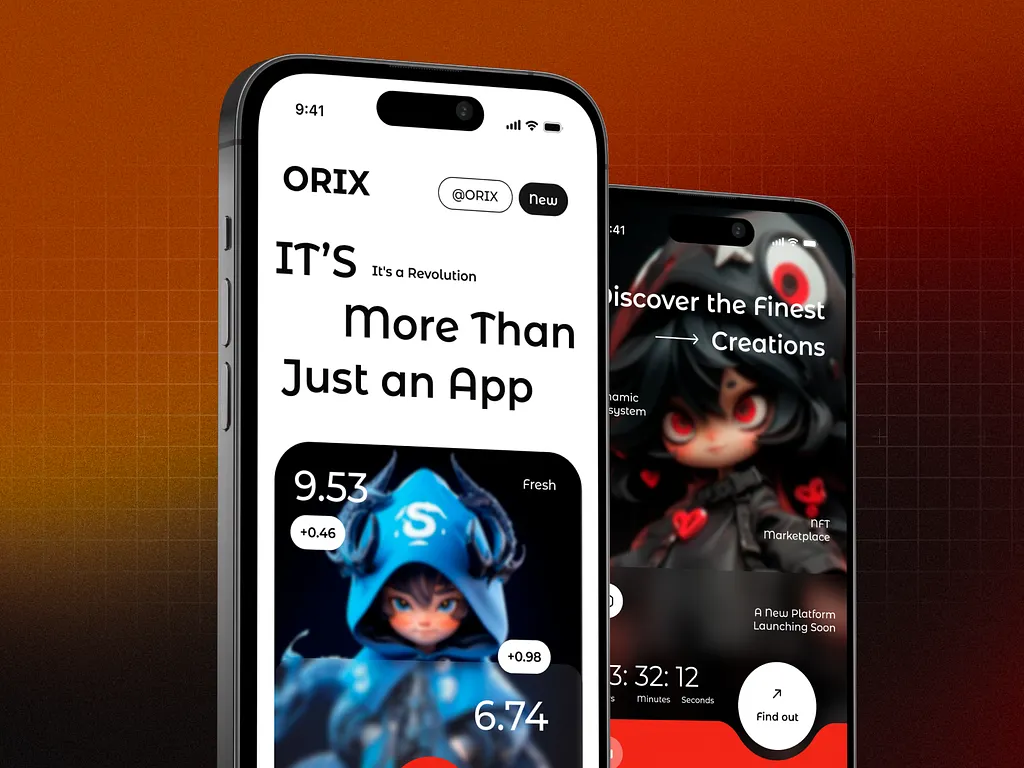 9:41
ORIX
@ORIX
New
IT'S
It's a Revolution
More Than
Just an App
9.53
Fresh
+0.46
S
+0.98
6.74
:41
Discover the Finest
Creations
namic
system
NFT
Marketplace
A New Platform
Launching Soon
3: 32: 12
s Minutes Seconds
Find out